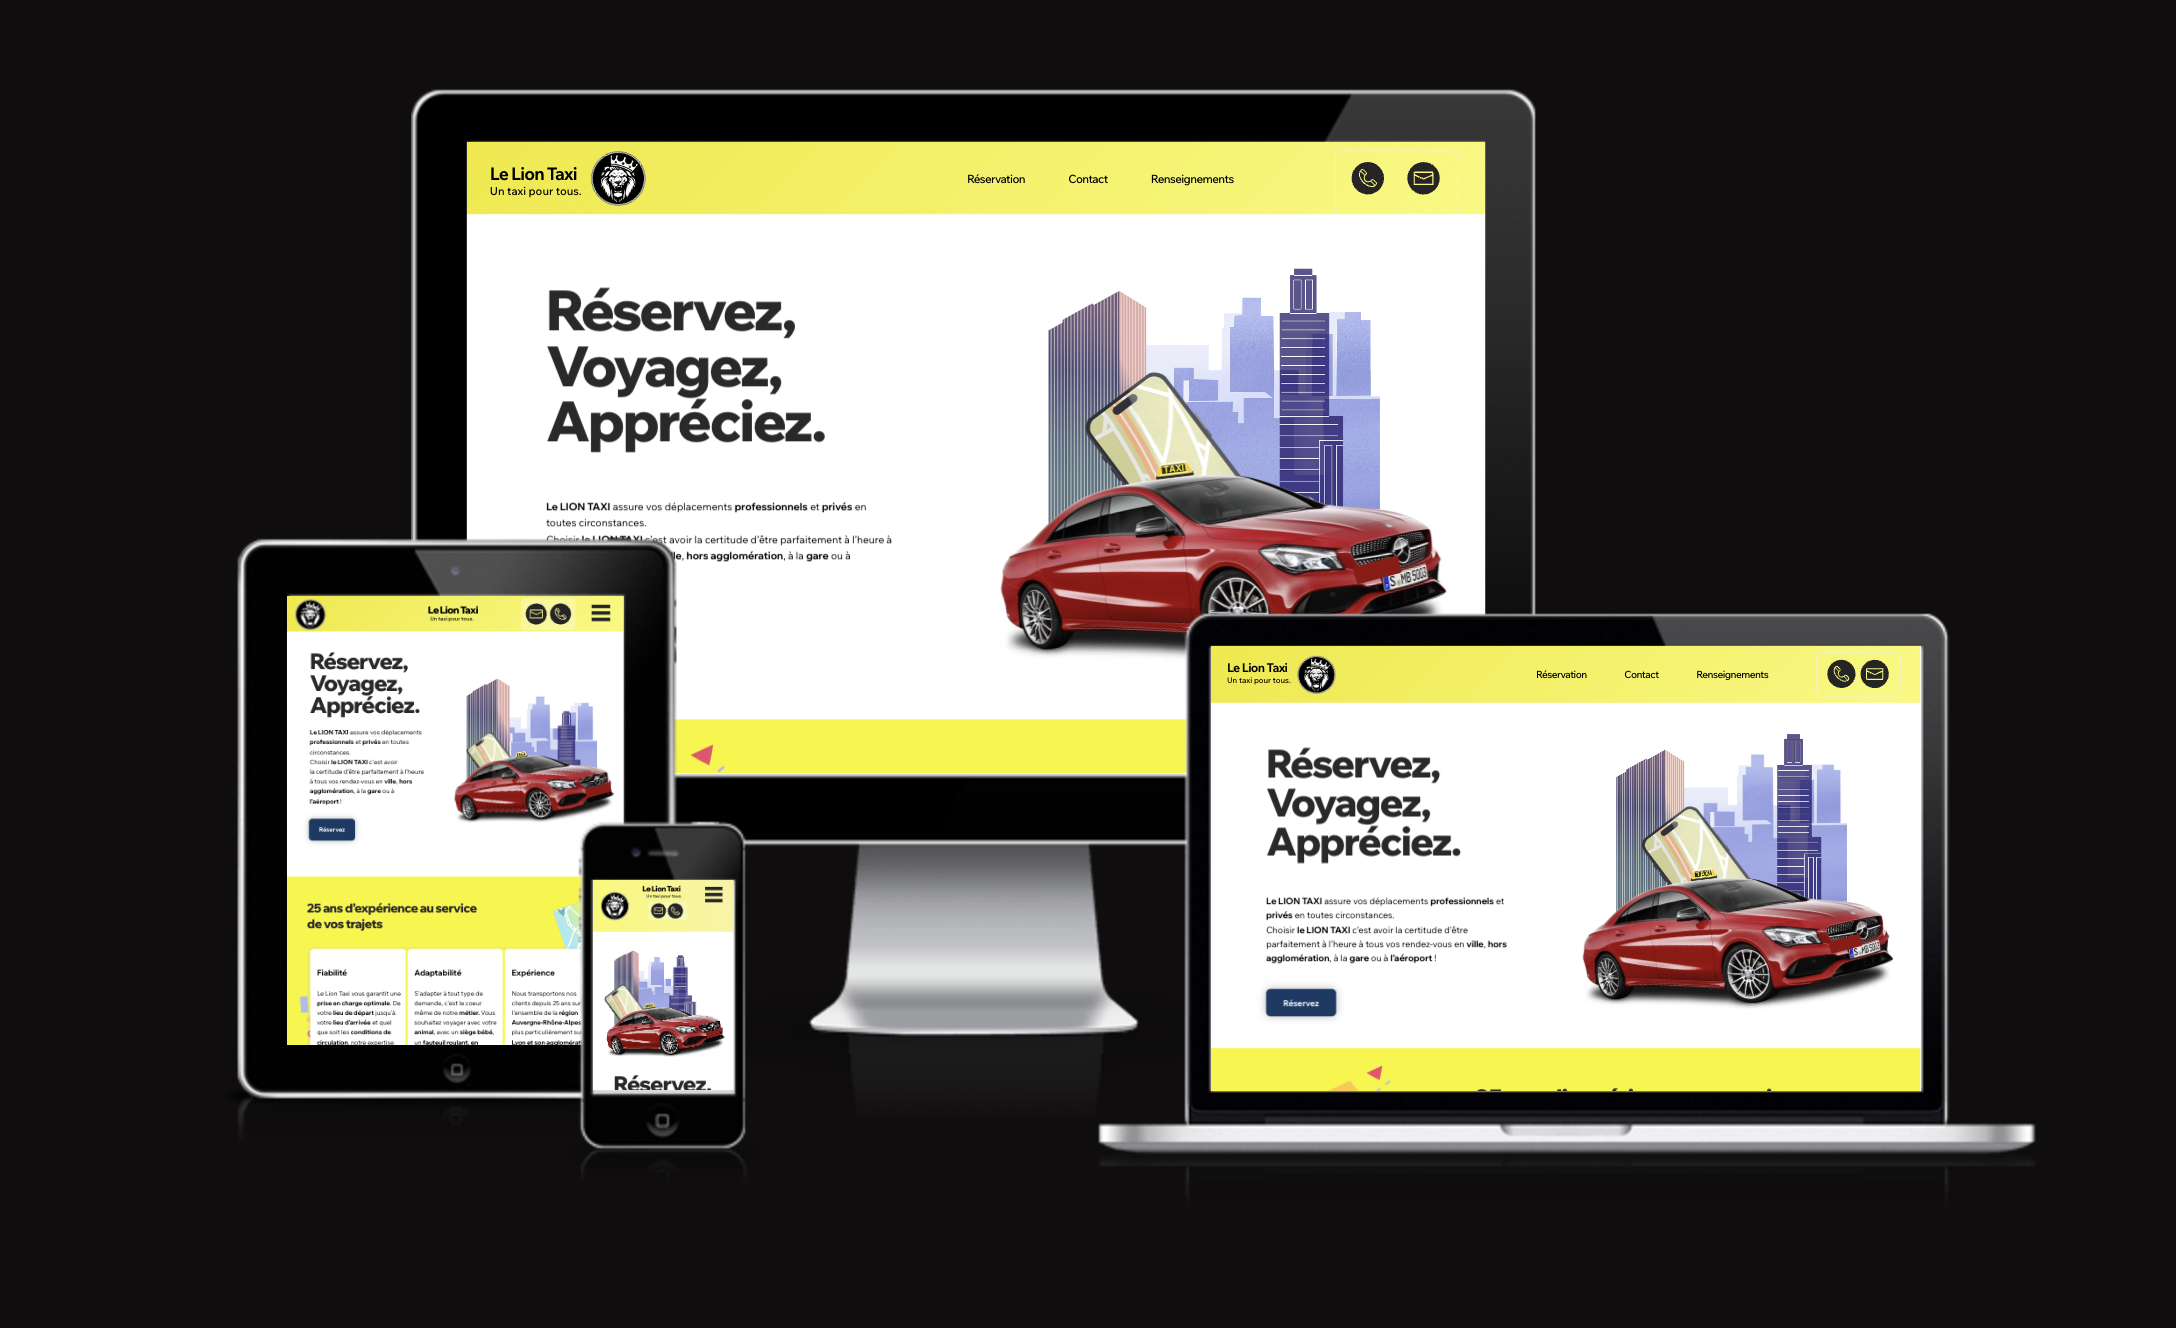 Le Lion Taxi
Un taxi pour tous.
Réservation
Contact
Renseignements
Réservez,
Voyagez,
Appréciez.
Le LION TAXI assure vos déplacements professionnels et privés en
toutes circonstances.
Choisir le LION TAXI c'est avoir la certitude d'être parfaitement à l'heure à
hors agglomération, à la gare ou à
TAXI
S MB 5003
Le Lion Taxi
Un taxi pour tous.
Réservez,
Voyagez,
Appréciez.
Le LION TAXI assure vos déplacements
professionnels et privés en toutes
circonstances.
Choisir le LION TAXI c'est avoir
la certitude d'être parfaitement à l'heure
à tous vos rendez-vous en ville, hors
agglomération, à la gare ou à
l'aéroport !
Réservez
25 ans d'expérience au service
de vos trajets
Fiabilité
Le Lion Taxi vous garantit une
prise en charge optimale. De
votre lieu de départ jusqu'à
votre lieu d'arrivée et quel
que soit les conditions de
circulation, notre expertise
Adaptabilité
S'adapter à tout type de
demande, c'est le coeur
même de notre métier. Vous
souhaitez voyager avec votre
animal, avec un siège bébé,
un fauteuil roulant, en
Expérience
Nous transportons nos
clients depuis 25 ans sur
l'ensemble de la région
Auvergne-Rhône-Alpes
plus particulièrement
Lyon et son
Le Lion Taxi
Un taxi pour tous.
Réservez,
Le Lion Taxi
Un taxi pour tous.
Réservation
Contact
Renseignements
Réservez,
Voyagez,
Appréciez.
Le LION TAXI assure vos déplacements professionnels et
privés en toutes circonstances.
Choisir le LION TAXI c'est avoir la certitude d'être
parfaitement à l'heure à tous vos rendez-vous en ville, hors
agglomération, à la gare ou à l'aéroport !
Réservez
TAXI
S MB 5003